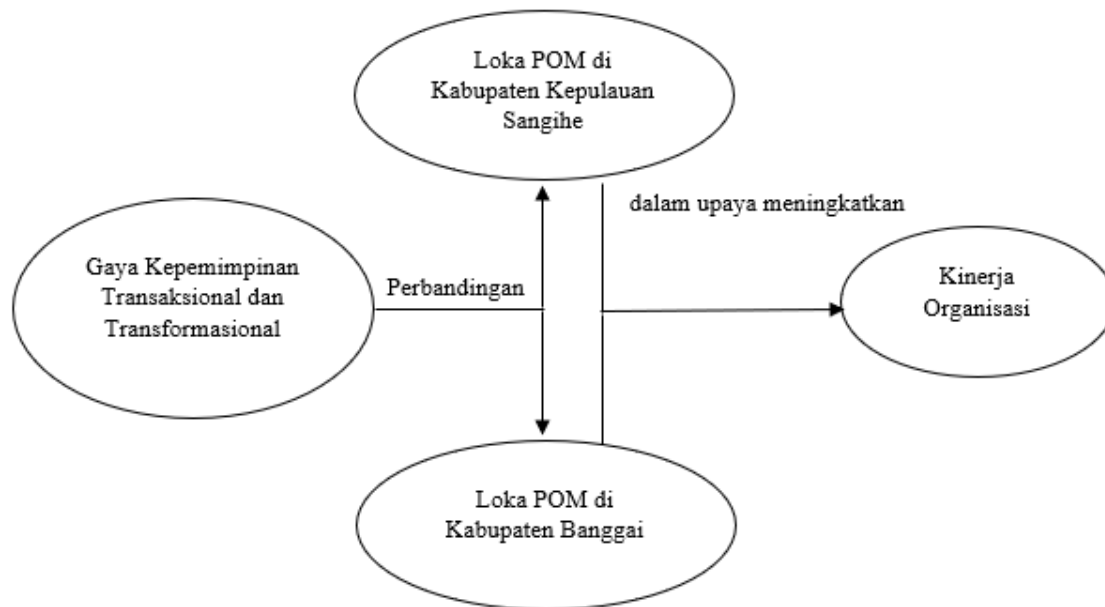 Loka POM di
Kabupaten Kepulauan
Sangihe
dalam upaya meningkatkan
Gaya Kepemimpinan
Transaksional dan
Transformasional
Perbandingan
Kinerja
Organisasi
Loka POM di
Kabupaten Banggai